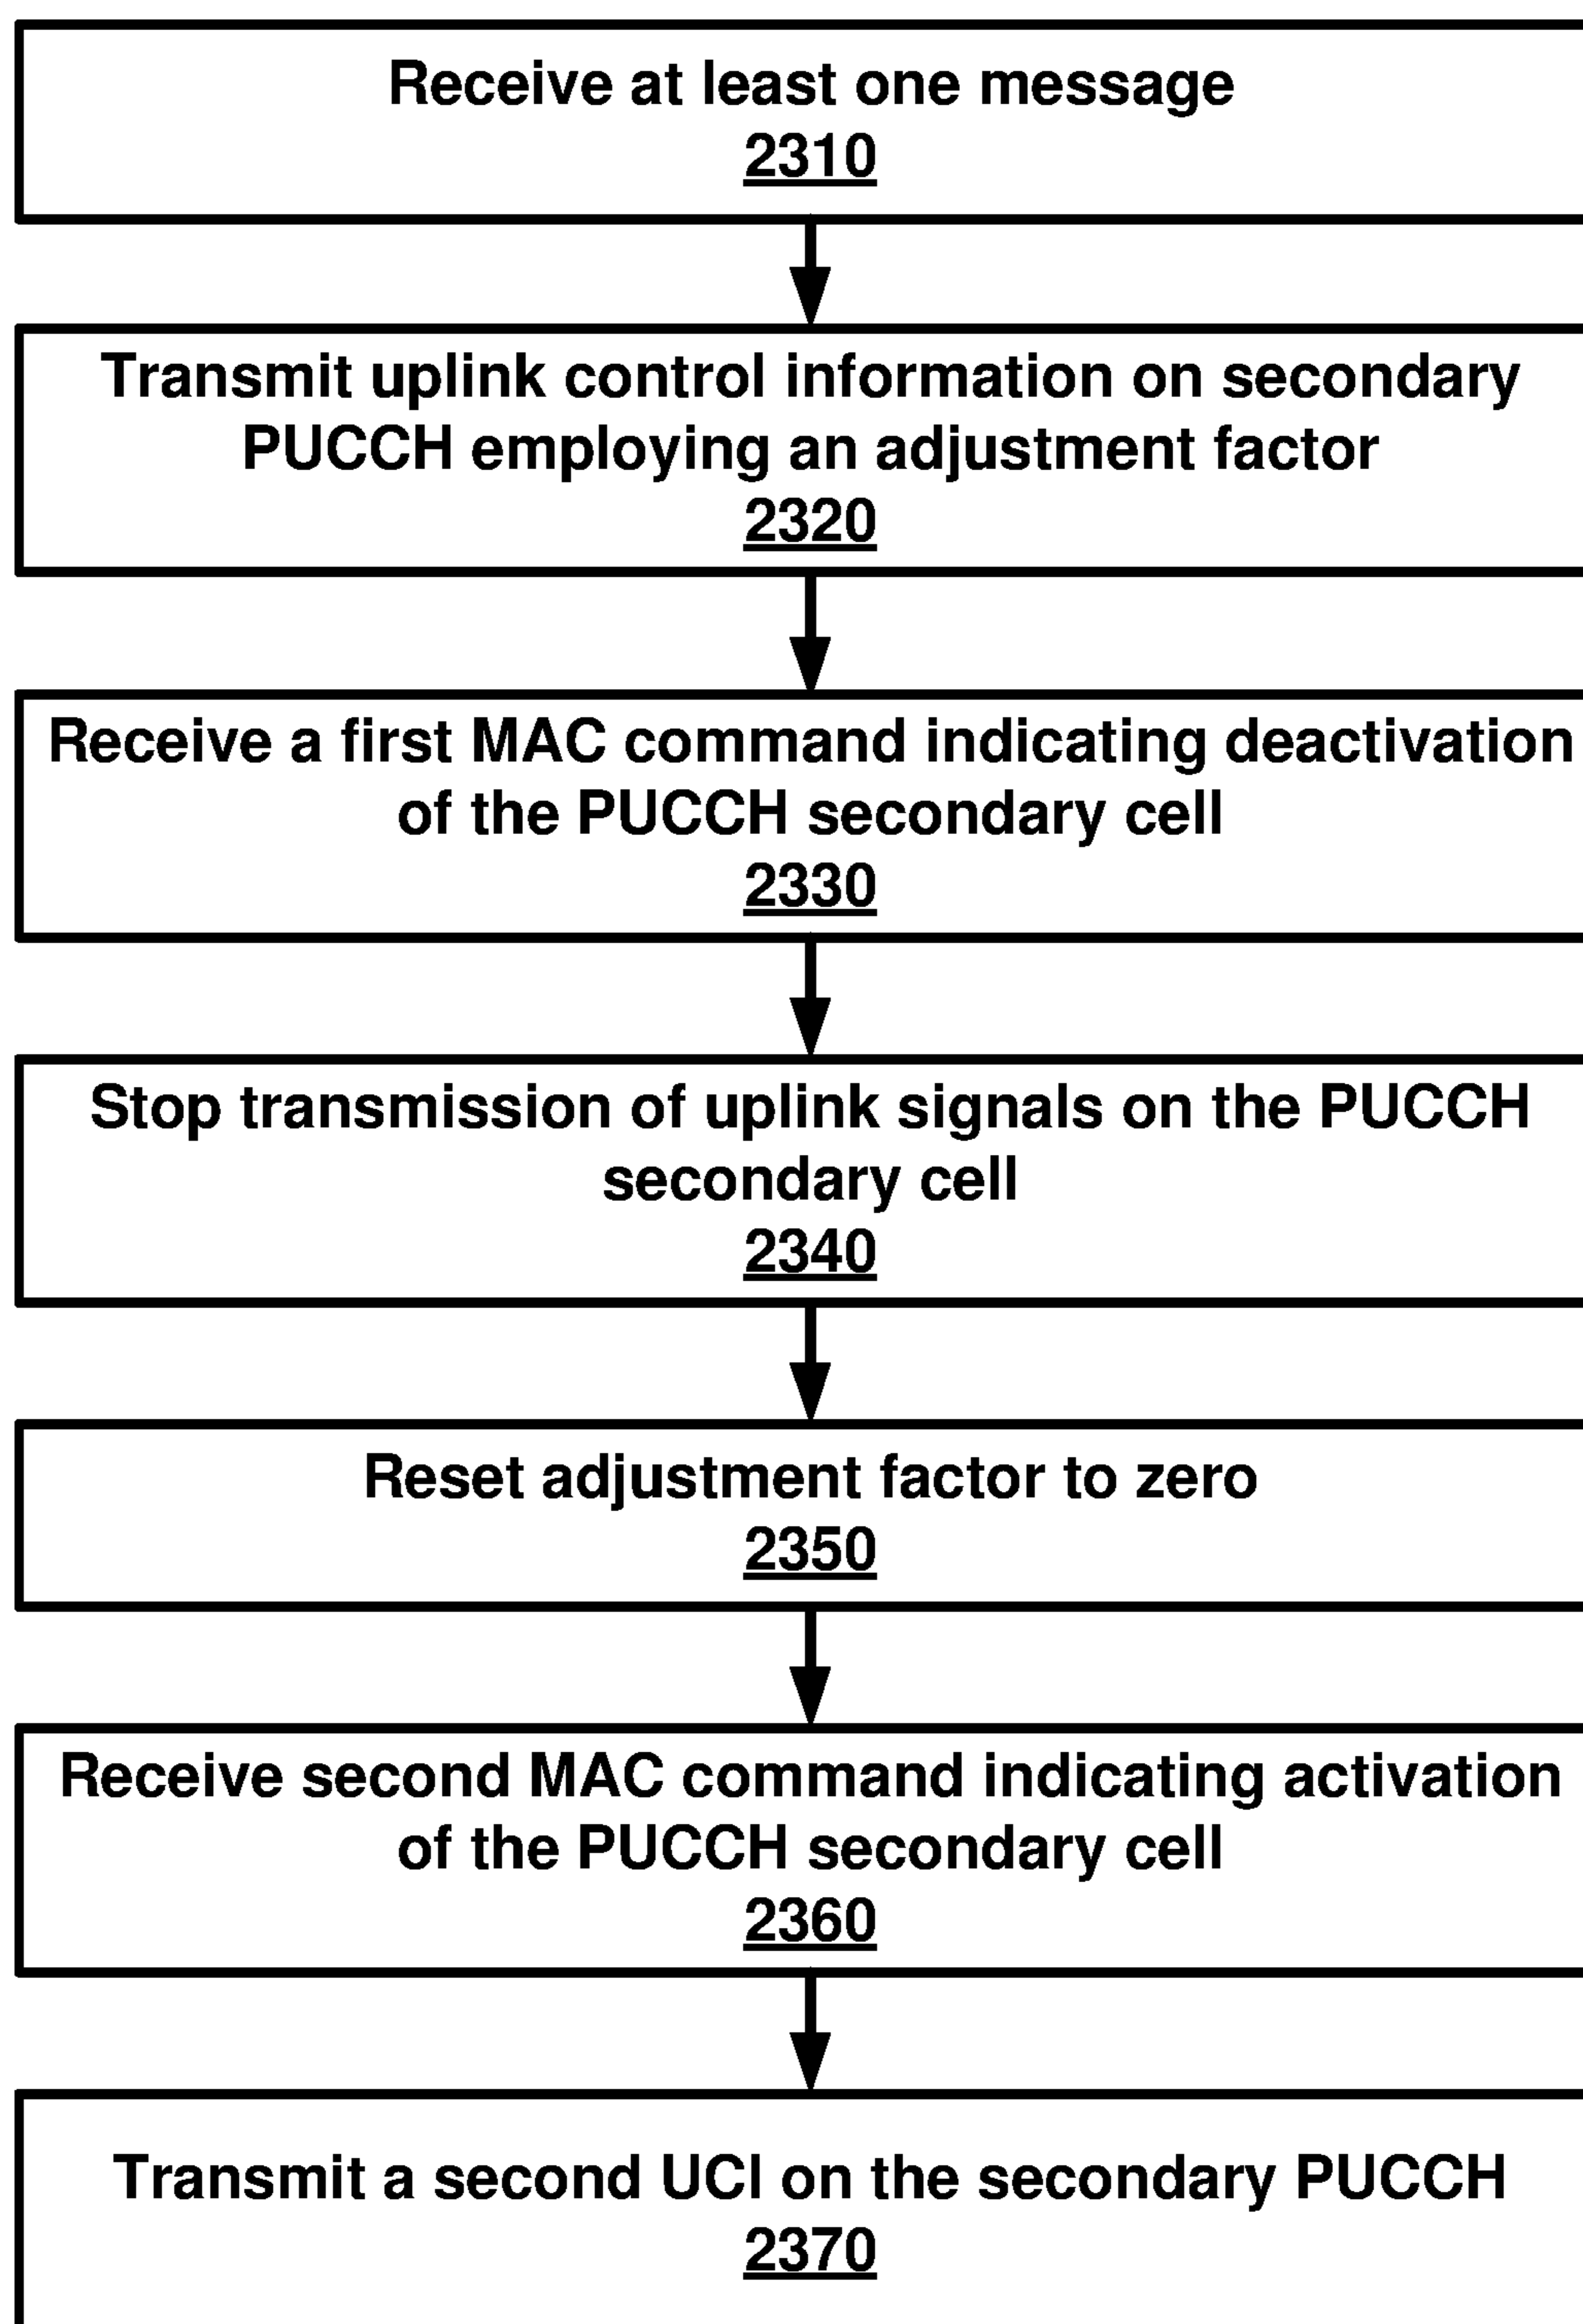 Receive at least one message
2310
Transmit uplink control information on secondary
PUCCH employing an adjustment factor
2320
Receive a first MAC command indicating deactivation
of the PUCCH secondary cell
2330
Stop transmission of uplink signals on the PUCCH
secondary cell
2340
Reset adjustment factor to zero
2350
Receive second MAC command indicating activation
of the PUCCH secondary cell
2360
Transmit a second UCI on the secondary PUCCH
2370